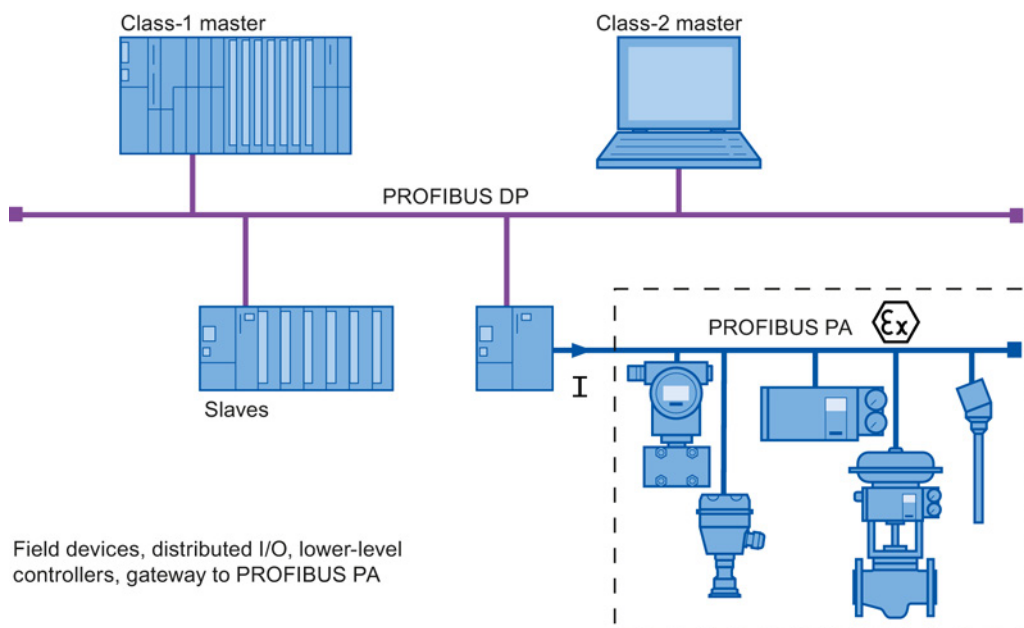 Class-1 master
Class-2 master
PROFIBUS DP
PROFIBUS PA
Ex
I
Slaves
Field devices, distributed I/O, lower-level
controllers, gateway to PROFIBUS PA